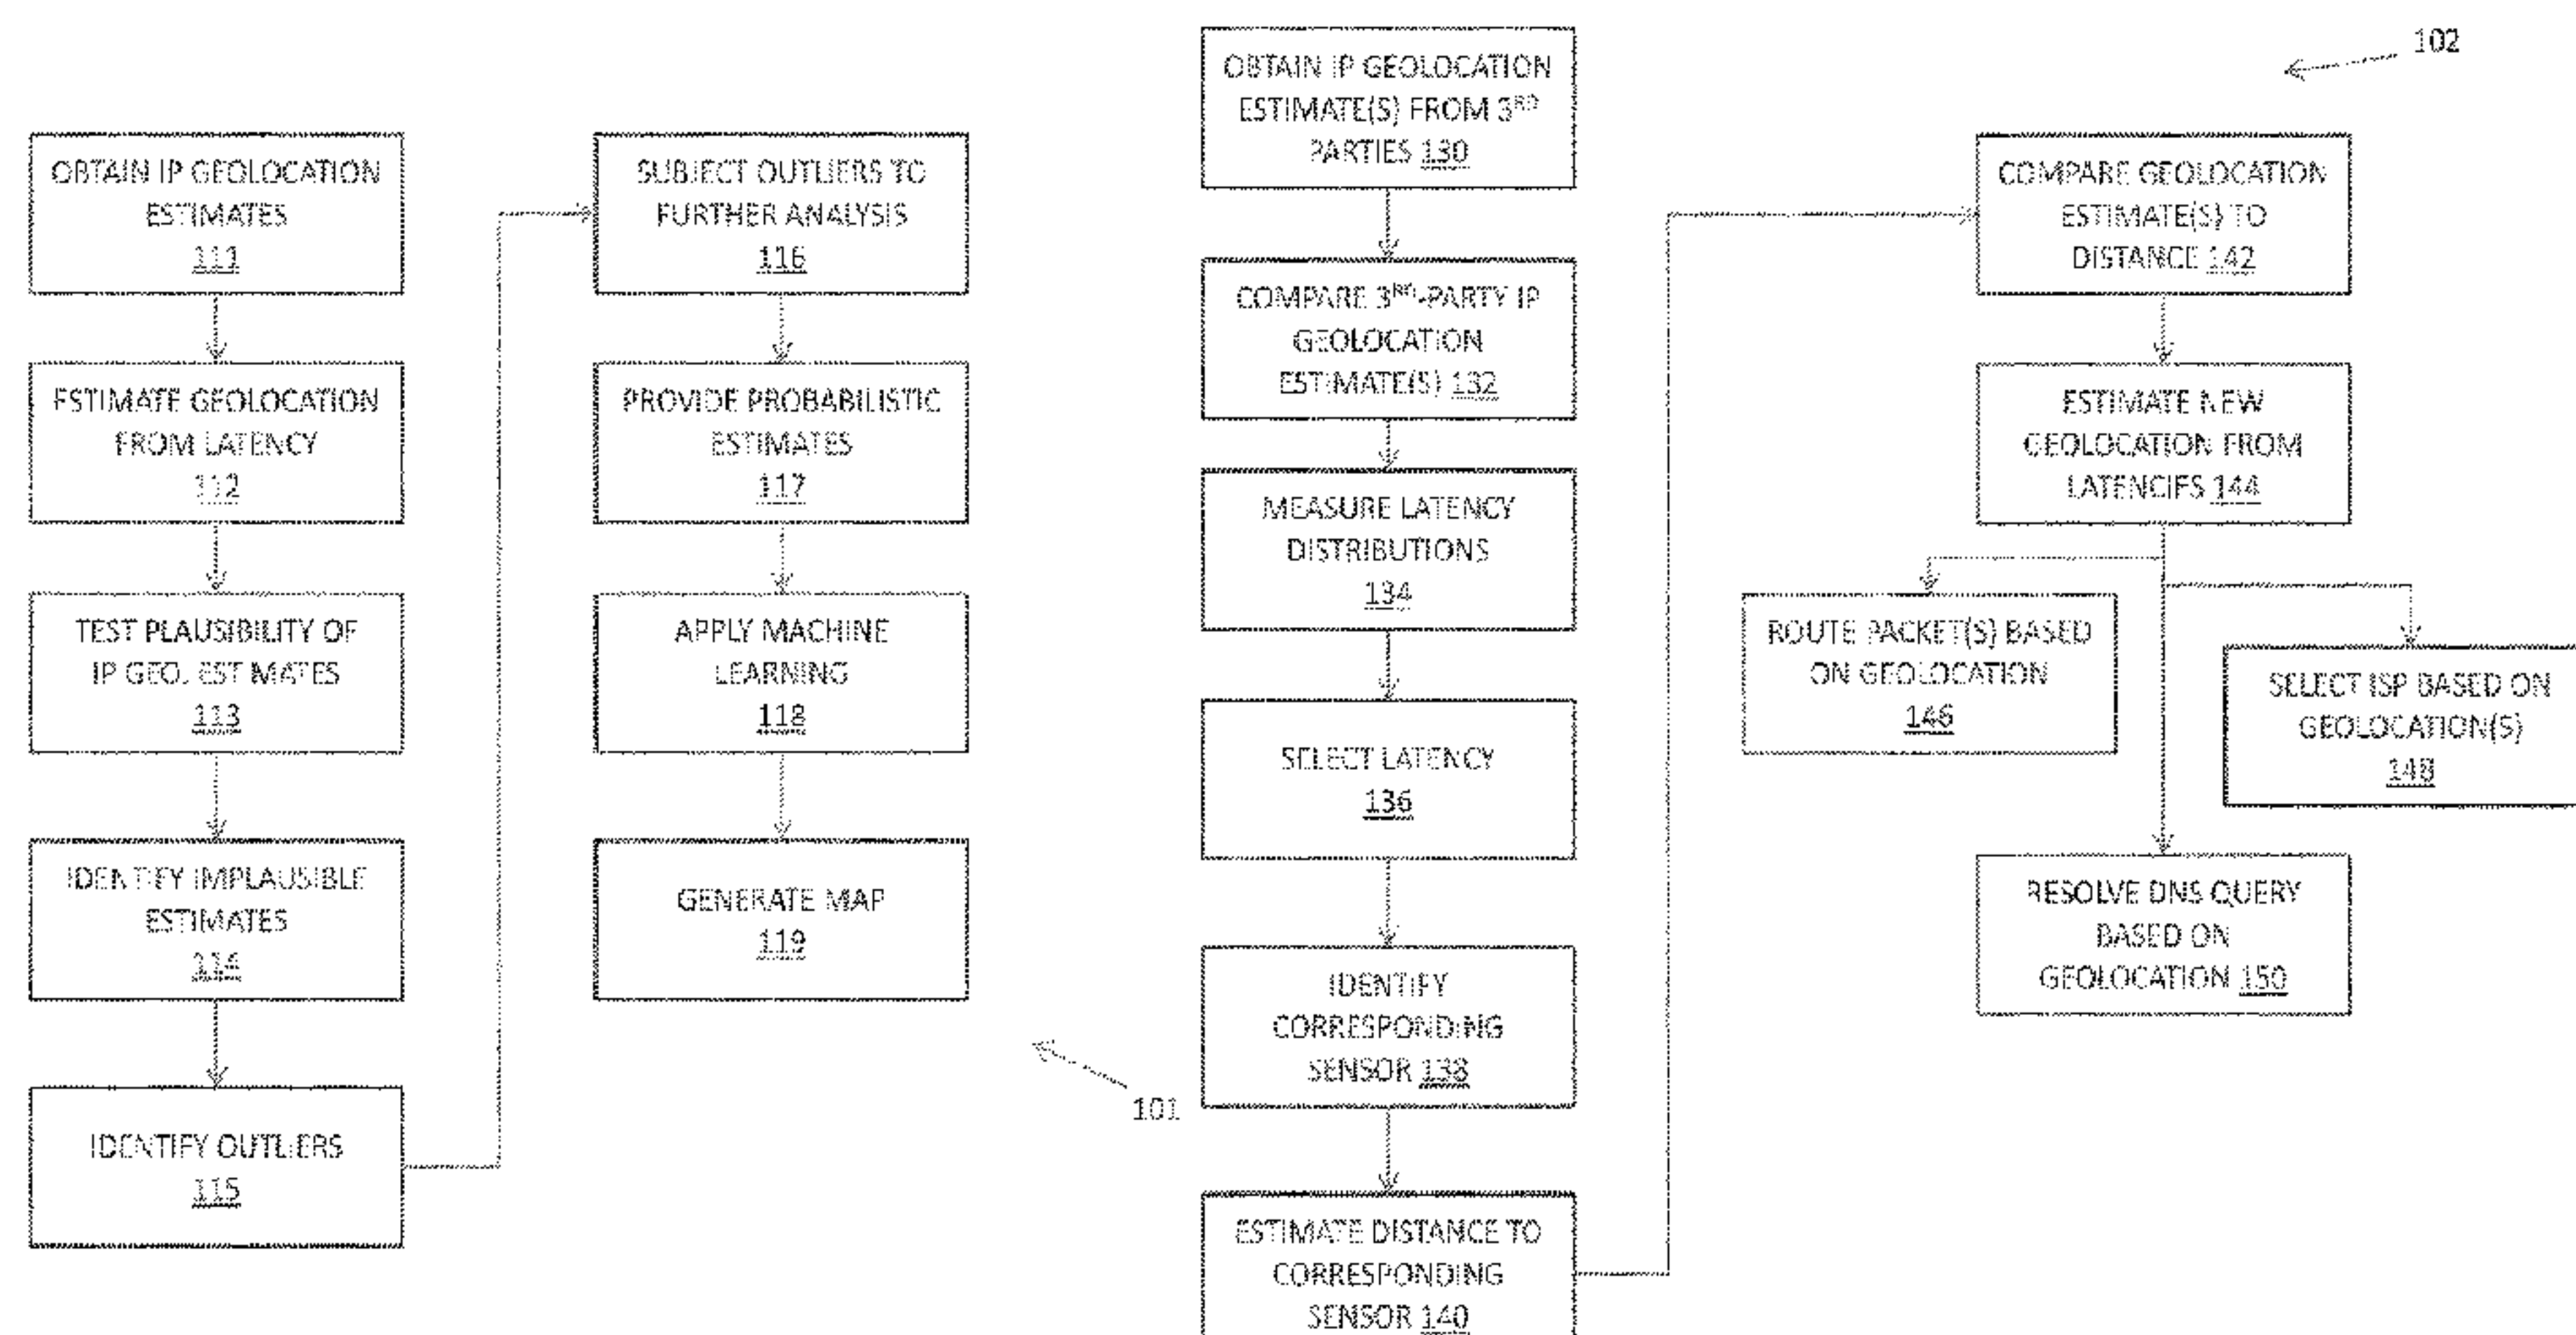 OBTAIN IP GEOLOCATION
ESTIMATES
111
ESTIMATE GEOLOCATION
FROM LATENCY
112
TEST PLAUSIBILITY OF
IP GEO. ESTIMATES
113
IDENTIFY IMPLAUSIBLE
ESTIMATES
114
IDENTIFY OUTLIERS
115
SUBJECT OUTLIERS TO
FURTHER ANALYSIS
116
PROVIDE PROBABILISTIC
ESTIMATES
117
APPLY MACHINE
LEARNING
118
GENERATE MAP
119
101
OBTAIN IP GEOLOCATION
ESTIMATE(S) FROM 3RD
PARTIES 130
COMPARE 3RD-PARTY IP
GEOLOCATION
ESTIMATE(S) 132
MEASURE LATENCY
DISTRIBUTIONS
134
SELECT LATENCY
136
IDENTIFY
CORRESPONDING
SENSOR 138
ESTIMATE DISTANCE TO
CORRESPONDING
SENSOR 140
102
COMPARE GEOLOCATION
ESTIMATE(S) TO
DISTANCE 142
ESTIMATE NEW
GEOLOCATION FROM
LATENCIES 144
ROUTE PACKET(S) BASED
ON GEOLOCATION
146
SELECT ISP BASED ON
GEOLOCATION(S)
148
RESOLVE DNS QUERY
BASED ON
GEOLOCATION 150